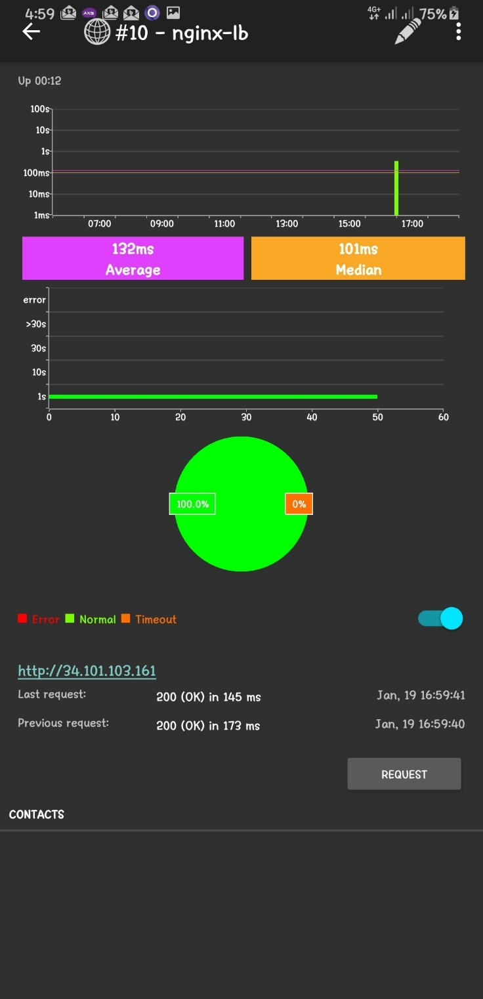 4:59 AXIS 4G+ 75%
#10 - nginx-lb
Up 00:12
100s
10s
1s
100ms
10ms
1ms
07:00 09:00 11:00 13:00 15:00 17:00
132ms
Average
101ms
Median
error
>30s
30s
10s
1s
0 10 20 30 40 50 60
100.0% 0%
Error Normal Timeout
http://34.101.103.161
Last request: 200 (OK) in 145 ms Jan, 19 16:59:41
Previous request: 200 (OK) in 173 ms Jan, 19 16:59:40
REQUEST
CONTACTS